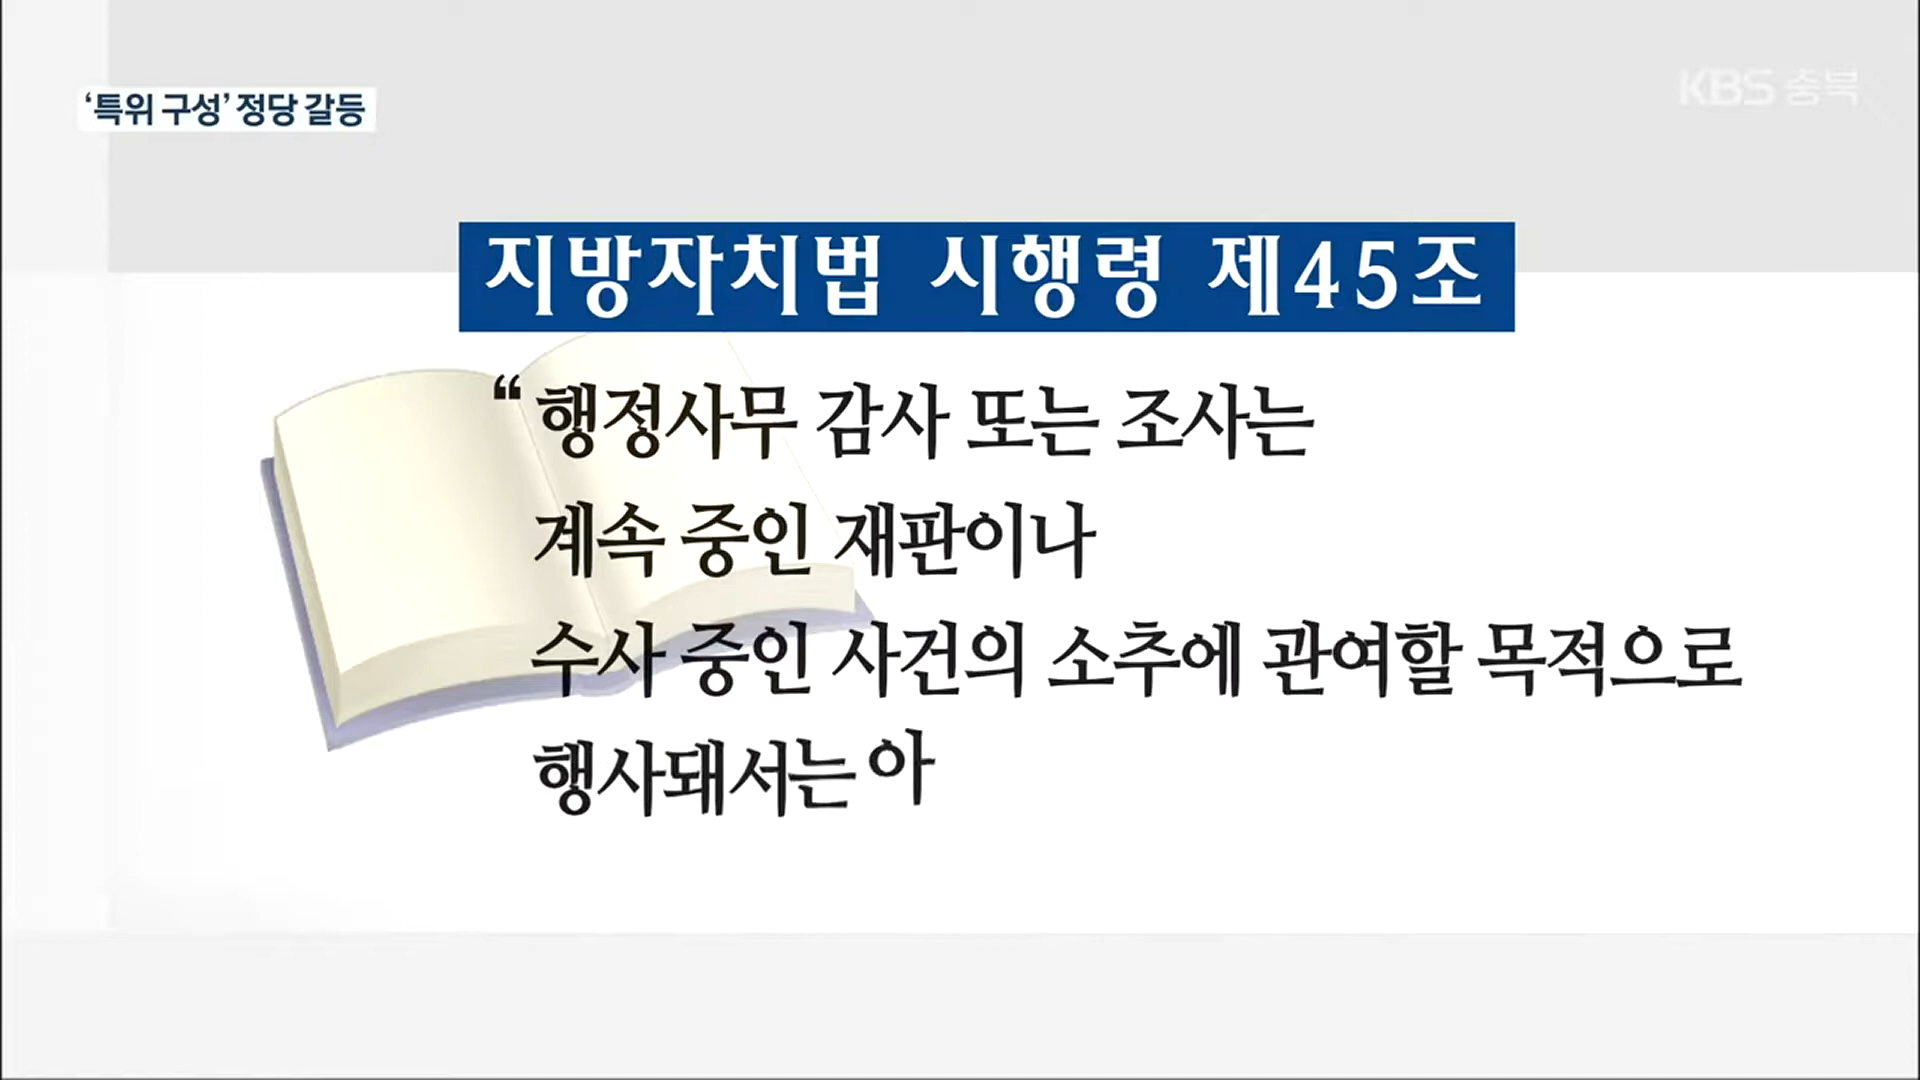 ‘특위 구성’ 정당 갈등
KBS 충북
지방자치법 시행령 제45조
“행정사무 감사 또는 조사는
계속 중인 재판이나
수사 중인 사건의 소추에 관여할 목적으로
행사돼서는 아